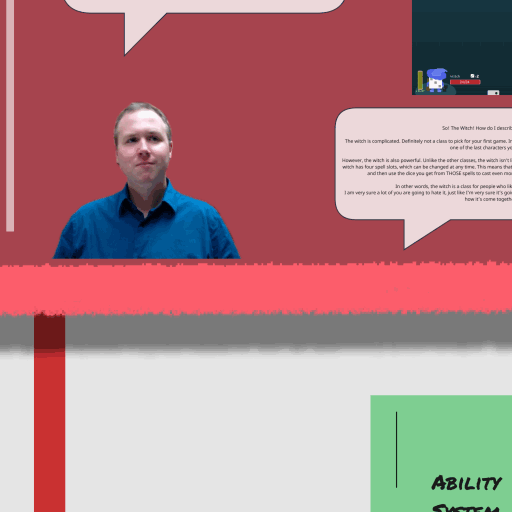 So! The Witch! How do I describ
The witch is complicated. Definitely not a class to pick for your first game. I
one of the last characters yo
However, the witch is also powerful. Unlike the other classes, the witch isn't l
witch has four spell slots, which can be changed at any time. This means that
and then use the dice you get from THOSE spells to cast even mo
In other words, the witch is a class for people who lik
I am very sure a lot of you are going to hate it, just like I'm very sure it's goi
how it's come togeth
Ability
System